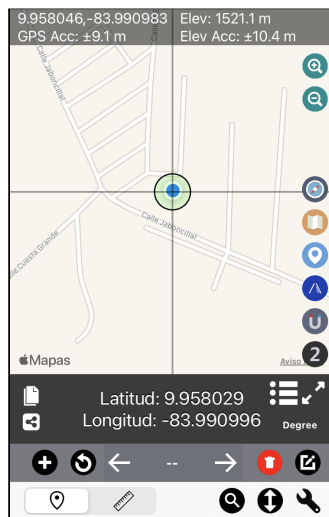 9.958046,-83.990983 Elev: 1521.1 m
GPS Acc: ±9.1 m Elev Acc: ±10.4 m
Calle Jaboncillal
Calle
Calle Jaboncillal
lle Cuesta Grande
Mapas
Aviso
2
Latitud: 9.958029
Longitud: -83.990996
Degree
--